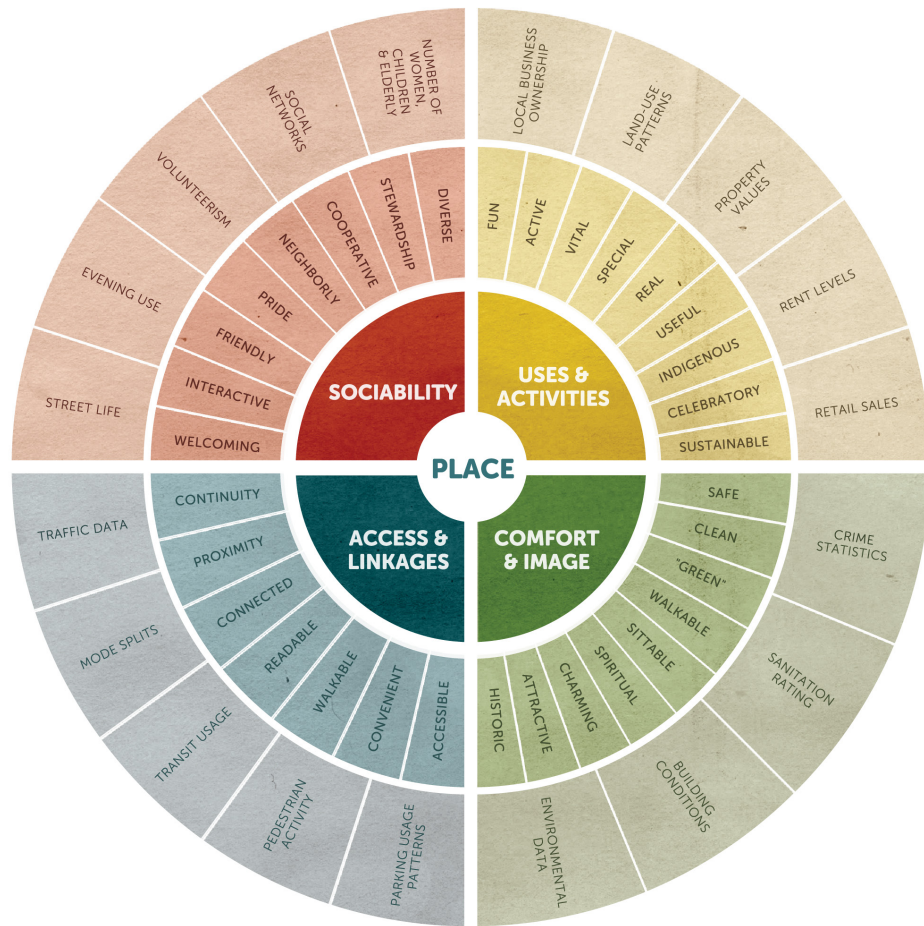 PLACE
SOCIABILITY
USES &
ACTIVITIES
ACCESS &
LINKAGES
COMFORT
& IMAGE
WELCOMING
INTERACTIVE
FRIENDLY
PRIDE
NEIGHBORLY
COOPERATIVE
STEWARDSHIP
DIVERSE
FUN
ACTIVE
VITAL
SPECIAL
REAL
USEFUL
INDIGENOUS
CELEBRATORY
SUSTAINABLE
SAFE
CLEAN
"GREEN"
WALKABLE
SITTABLE
SPIRITUAL
CHARMING
ATTRACTIVE
HISTORIC
ACCESSIBLE
CONVENIENT
WALKABLE
READABLE
CONNECTED
PROXIMITY
CONTINUITY
STREET LIFE
EVENING USE
VOLUNTEERISM
SOCIAL
NETWORKS
NUMBER OF
WOMEN,
CHILDREN
& ELDERLY
LOCAL BUSINESS
OWNERSHIP
LAND-USE
PATTERNS
PROPERTY
VALUES
RENT LEVELS
RETAIL SALES
CRIME
STATISTICS
SANITATION
RATING
BUILDING
CONDITIONS
ENVIRONMENTAL
DATA
PARKING USAGE
PATTERNS
PEDESTRIAN
ACTIVITY
TRANSIT USAGE
MODE SPLITS
TRAFFIC DATA